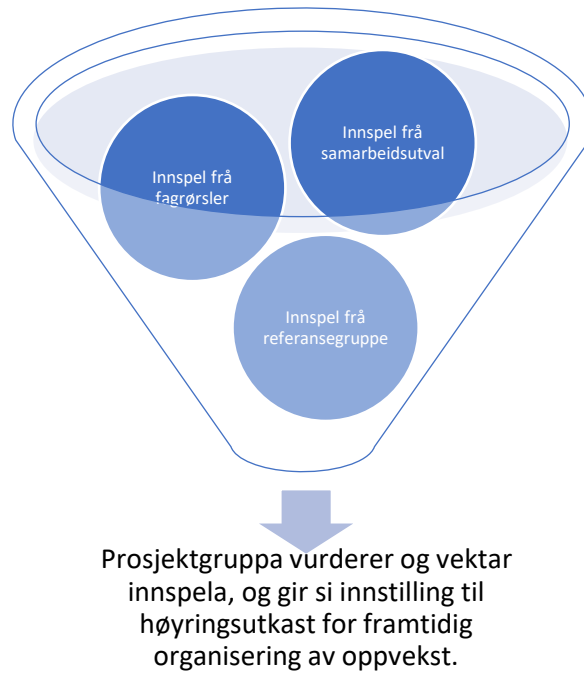 Innspel frå
samarbeidsutval
Innspel frå
fagrørsler
Innspel frå
referansegruppe
Prosjektgruppa vurderer og vektar
innspela, og gir si innstilling til
høyringsutkast for framtidig
organisering av oppvekst.